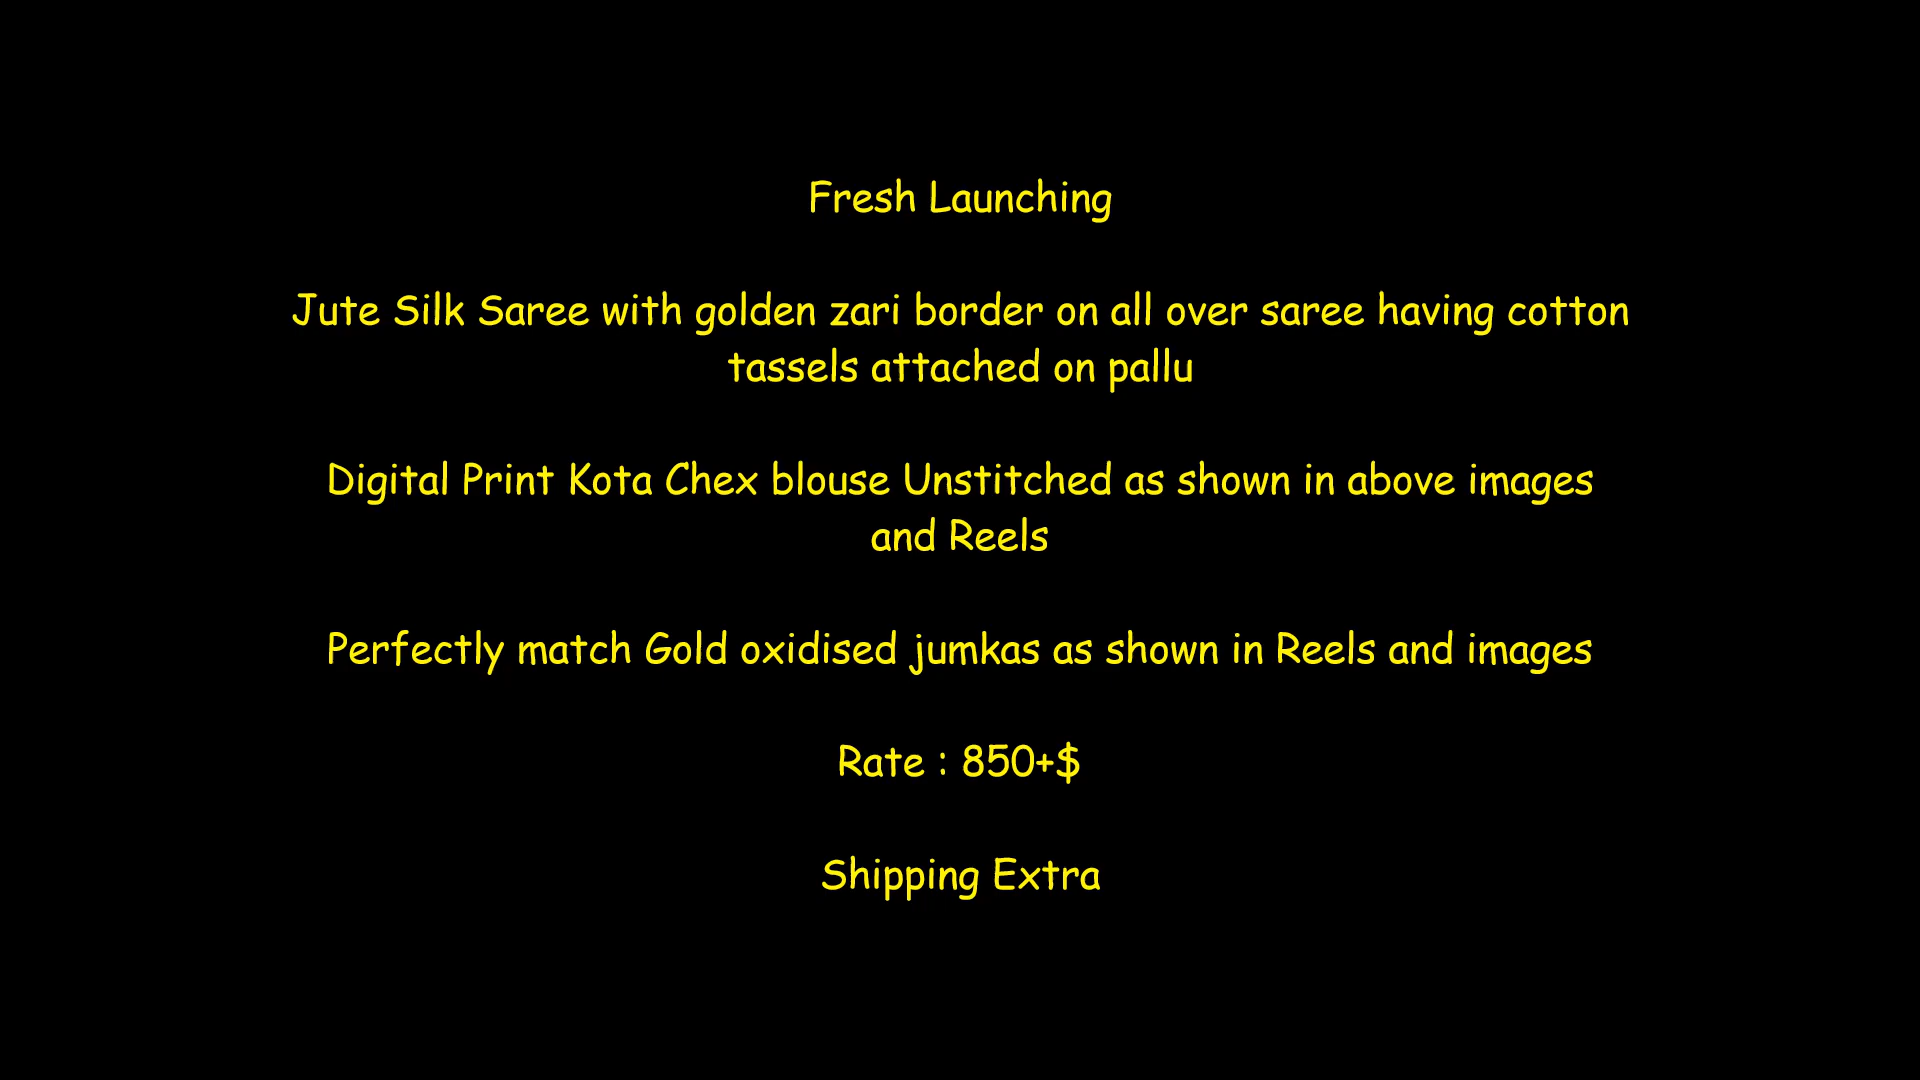 Fresh Launching
Jute Silk Saree with golden zari border on all over saree having cotton
tassels attached on pallu
Digital Print Kota Chex blouse Unstitched as shown in above images
and Reels
Perfectly match Gold oxidised jumkas as shown in Reels and images
Rate : 850+$
Shipping Extra